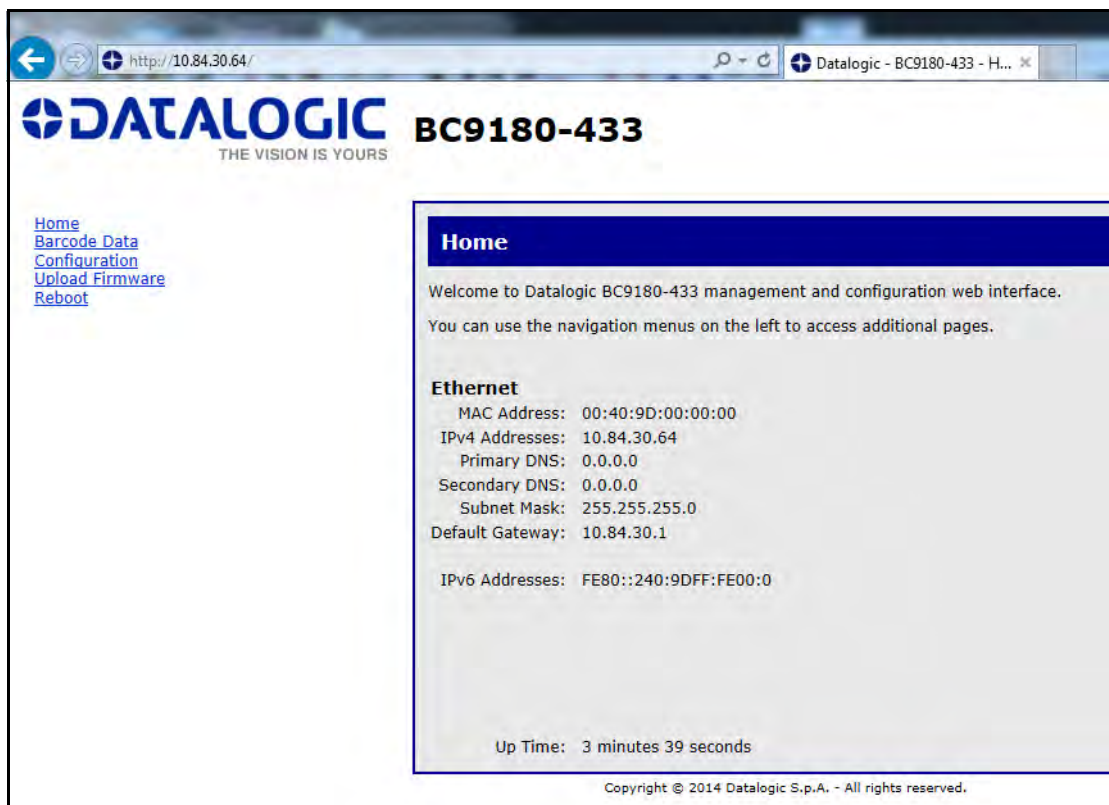 http://10.84.30.64/
Datalogic - BC9180-433 - H...
DATALOGIC
THE VISION IS YOURS
BC9180-433
Home
Barcode Data
Configuration
Upload Firmware
Reboot
Home
Welcome to Datalogic BC9180-433 management and configuration web interface.
You can use the navigation menus on the left to access additional pages.
Ethernet
MAC Address: 00:40:9D:00:00:00
IPv4 Addresses: 10.84.30.64
Primary DNS: 0.0.0.0
Secondary DNS: 0.0.0.0
Subnet Mask: 255.255.255.0
Default Gateway: 10.84.30.1
IPv6 Addresses: FE80::240:9DFF:FE00:0
Up Time: 3 minutes 39 seconds
Copyright © 2014 Datalogic S.p.A. - All rights reserved.